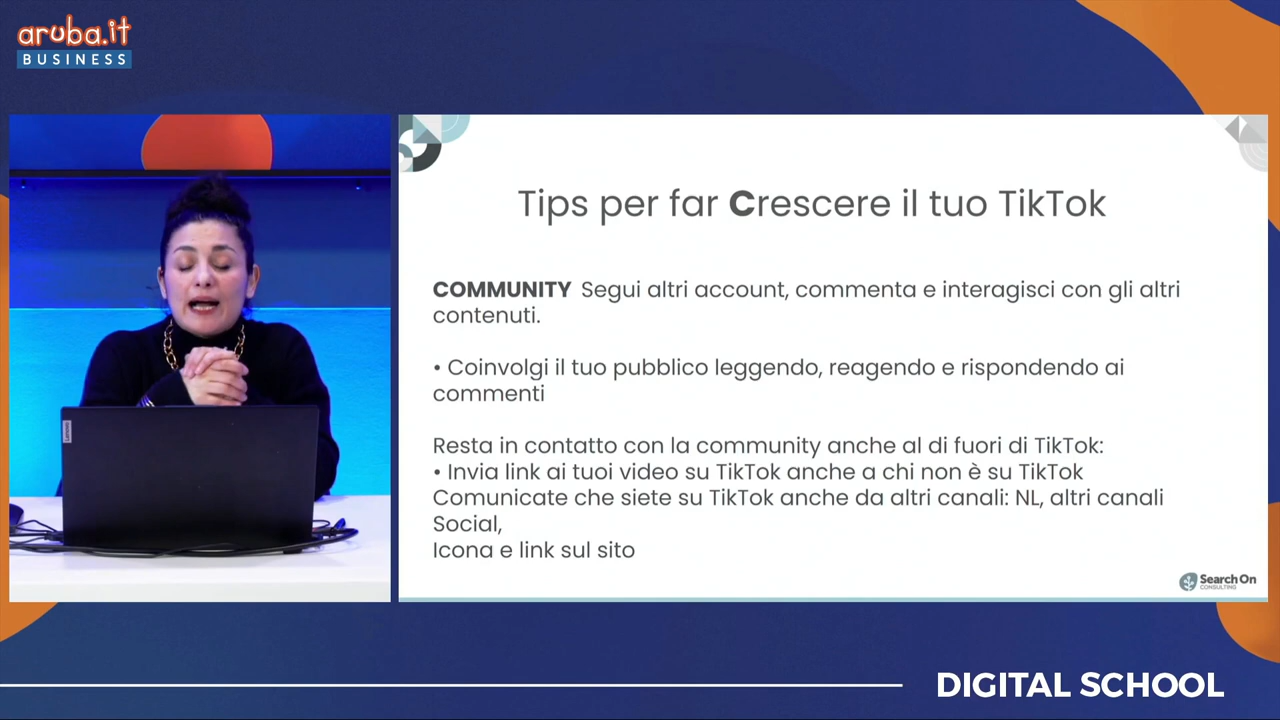 aruba.it
BUSINESS
Tips per far Crescere il tuo TikTok
COMMUNITY Segui altri account, commenta e interagisci con gli altri
contenuti.
• Coinvolgi il tuo pubblico leggendo, reagendo e rispondendo ai
commenti
Resta in contatto con la community anche al di fuori di TikTok:
• Invia link ai tuoi video su TikTok anche a chi non è su TikTok
Comunicate che siete su TikTok anche da altri canali: NL, altri canali
Social,
Icona e link sul sito
Search On
CONSULTING
Lenovo
DIGITAL SCHOOL